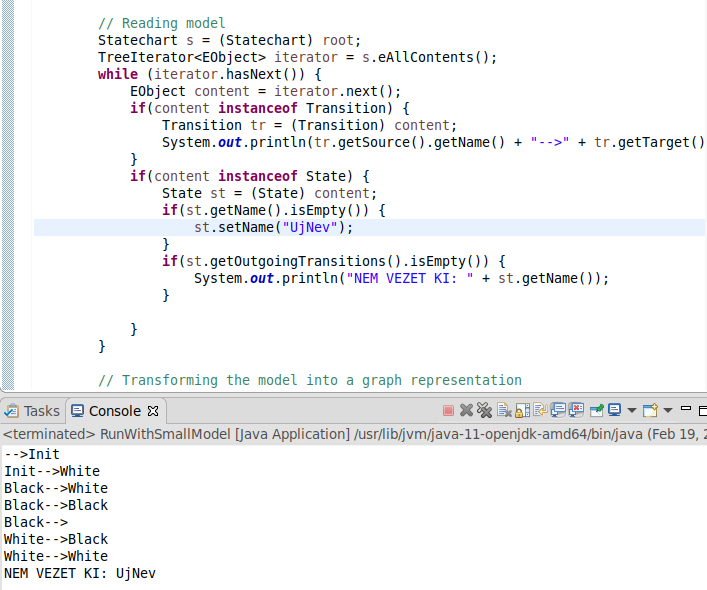 // Reading model
Statechart s = (Statechart) root;
TreeIterator<EObject> iterator = s.eAllContents();
while (iterator.hasNext()) {
EObject content = iterator.next();
if(content instanceof Transition) {
Transition tr = (Transition) content;
System.out.println(tr.getSource().getName() + "-->" + tr.getTarget()
}
if(content instanceof State) {
State st = (State) content;
if(st.getName().isEmpty()) {
st.setName("UjNev");
}
if(st.getOutgoingTransitions().isEmpty()) {
System.out.println("NEM VEZET KI: " + st.getName());
}
}
}
// Transforming the model into a graph representation
Tasks Console
<terminated> RunWithSmallModel [Java Application] /usr/lib/jvm/java-11-openjdk-amd64/bin/java (Feb 19, 2
-->Init
Init-->White
Black-->White
Black-->Black
Black-->
White-->Black
White-->White
NEM VEZET KI: UjNev